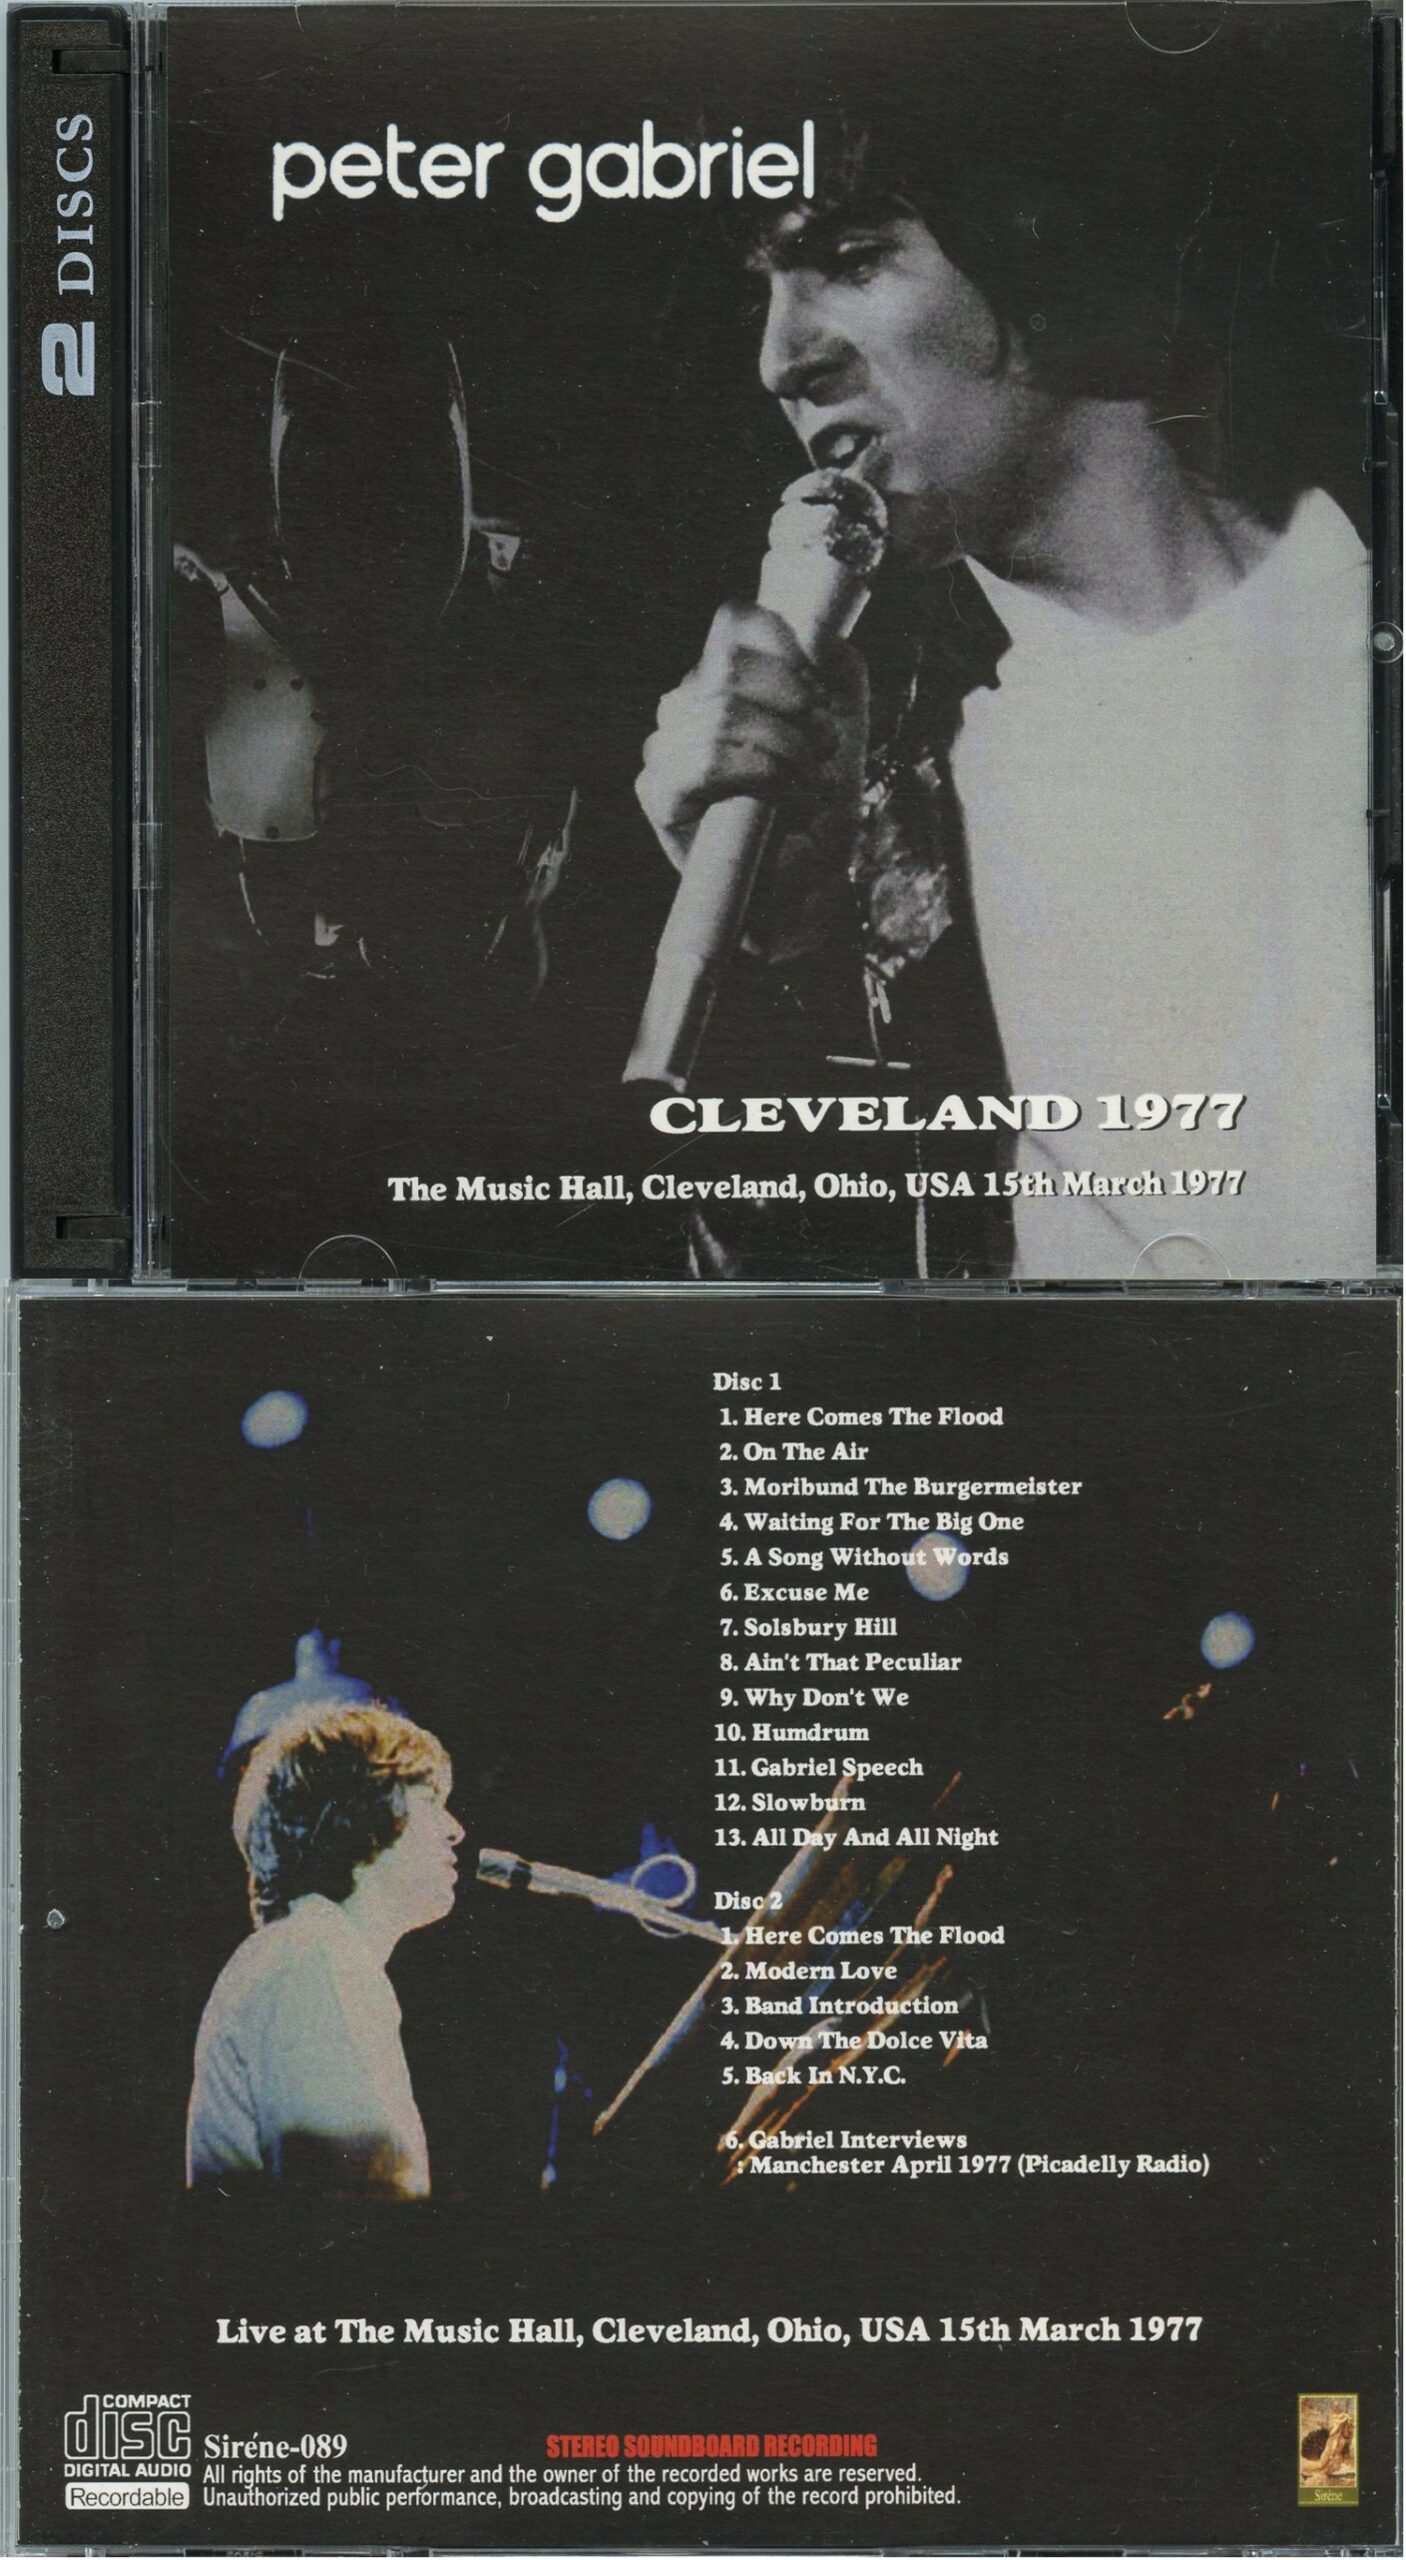 2 DISCS
peter gabriel
CLEVELAND 1977
The Music Hall, Cleveland, Ohio, USA 15th March 1977
Disc 1
1. Here Comes The Flood
2. On The Air
3. Moribund The Burgermeister
4. Waiting For The Big One
5. A Song Without Words
6. Excuse Me
7. Solsbury Hill
8. Ain't That Peculiar
9. Why Don't We
10. Humdrum
11. Gabriel Speech
12. Slowburn
13. All Day And All Night
Disc 2
1. Here Comes The Flood
2. Modern Love
3. Band Introduction
4. Down The Dolce Vita
5. Back In N.Y.C.
6. Gabriel Interviews
: Manchester April 1977 (Picadelly Radio)
Live at The Music Hall, Cleveland, Ohio, USA 15th March 1977
COMPACT
disc
DIGITAL AUDIO
Recordable
Siréne-089
STEREO SOUNDBOARD RECORDING
All rights of the manufacturer and the owner of the recorded works are reserved.
Unauthorized public performance, broadcasting and copying of the record prohibited.
Siréne